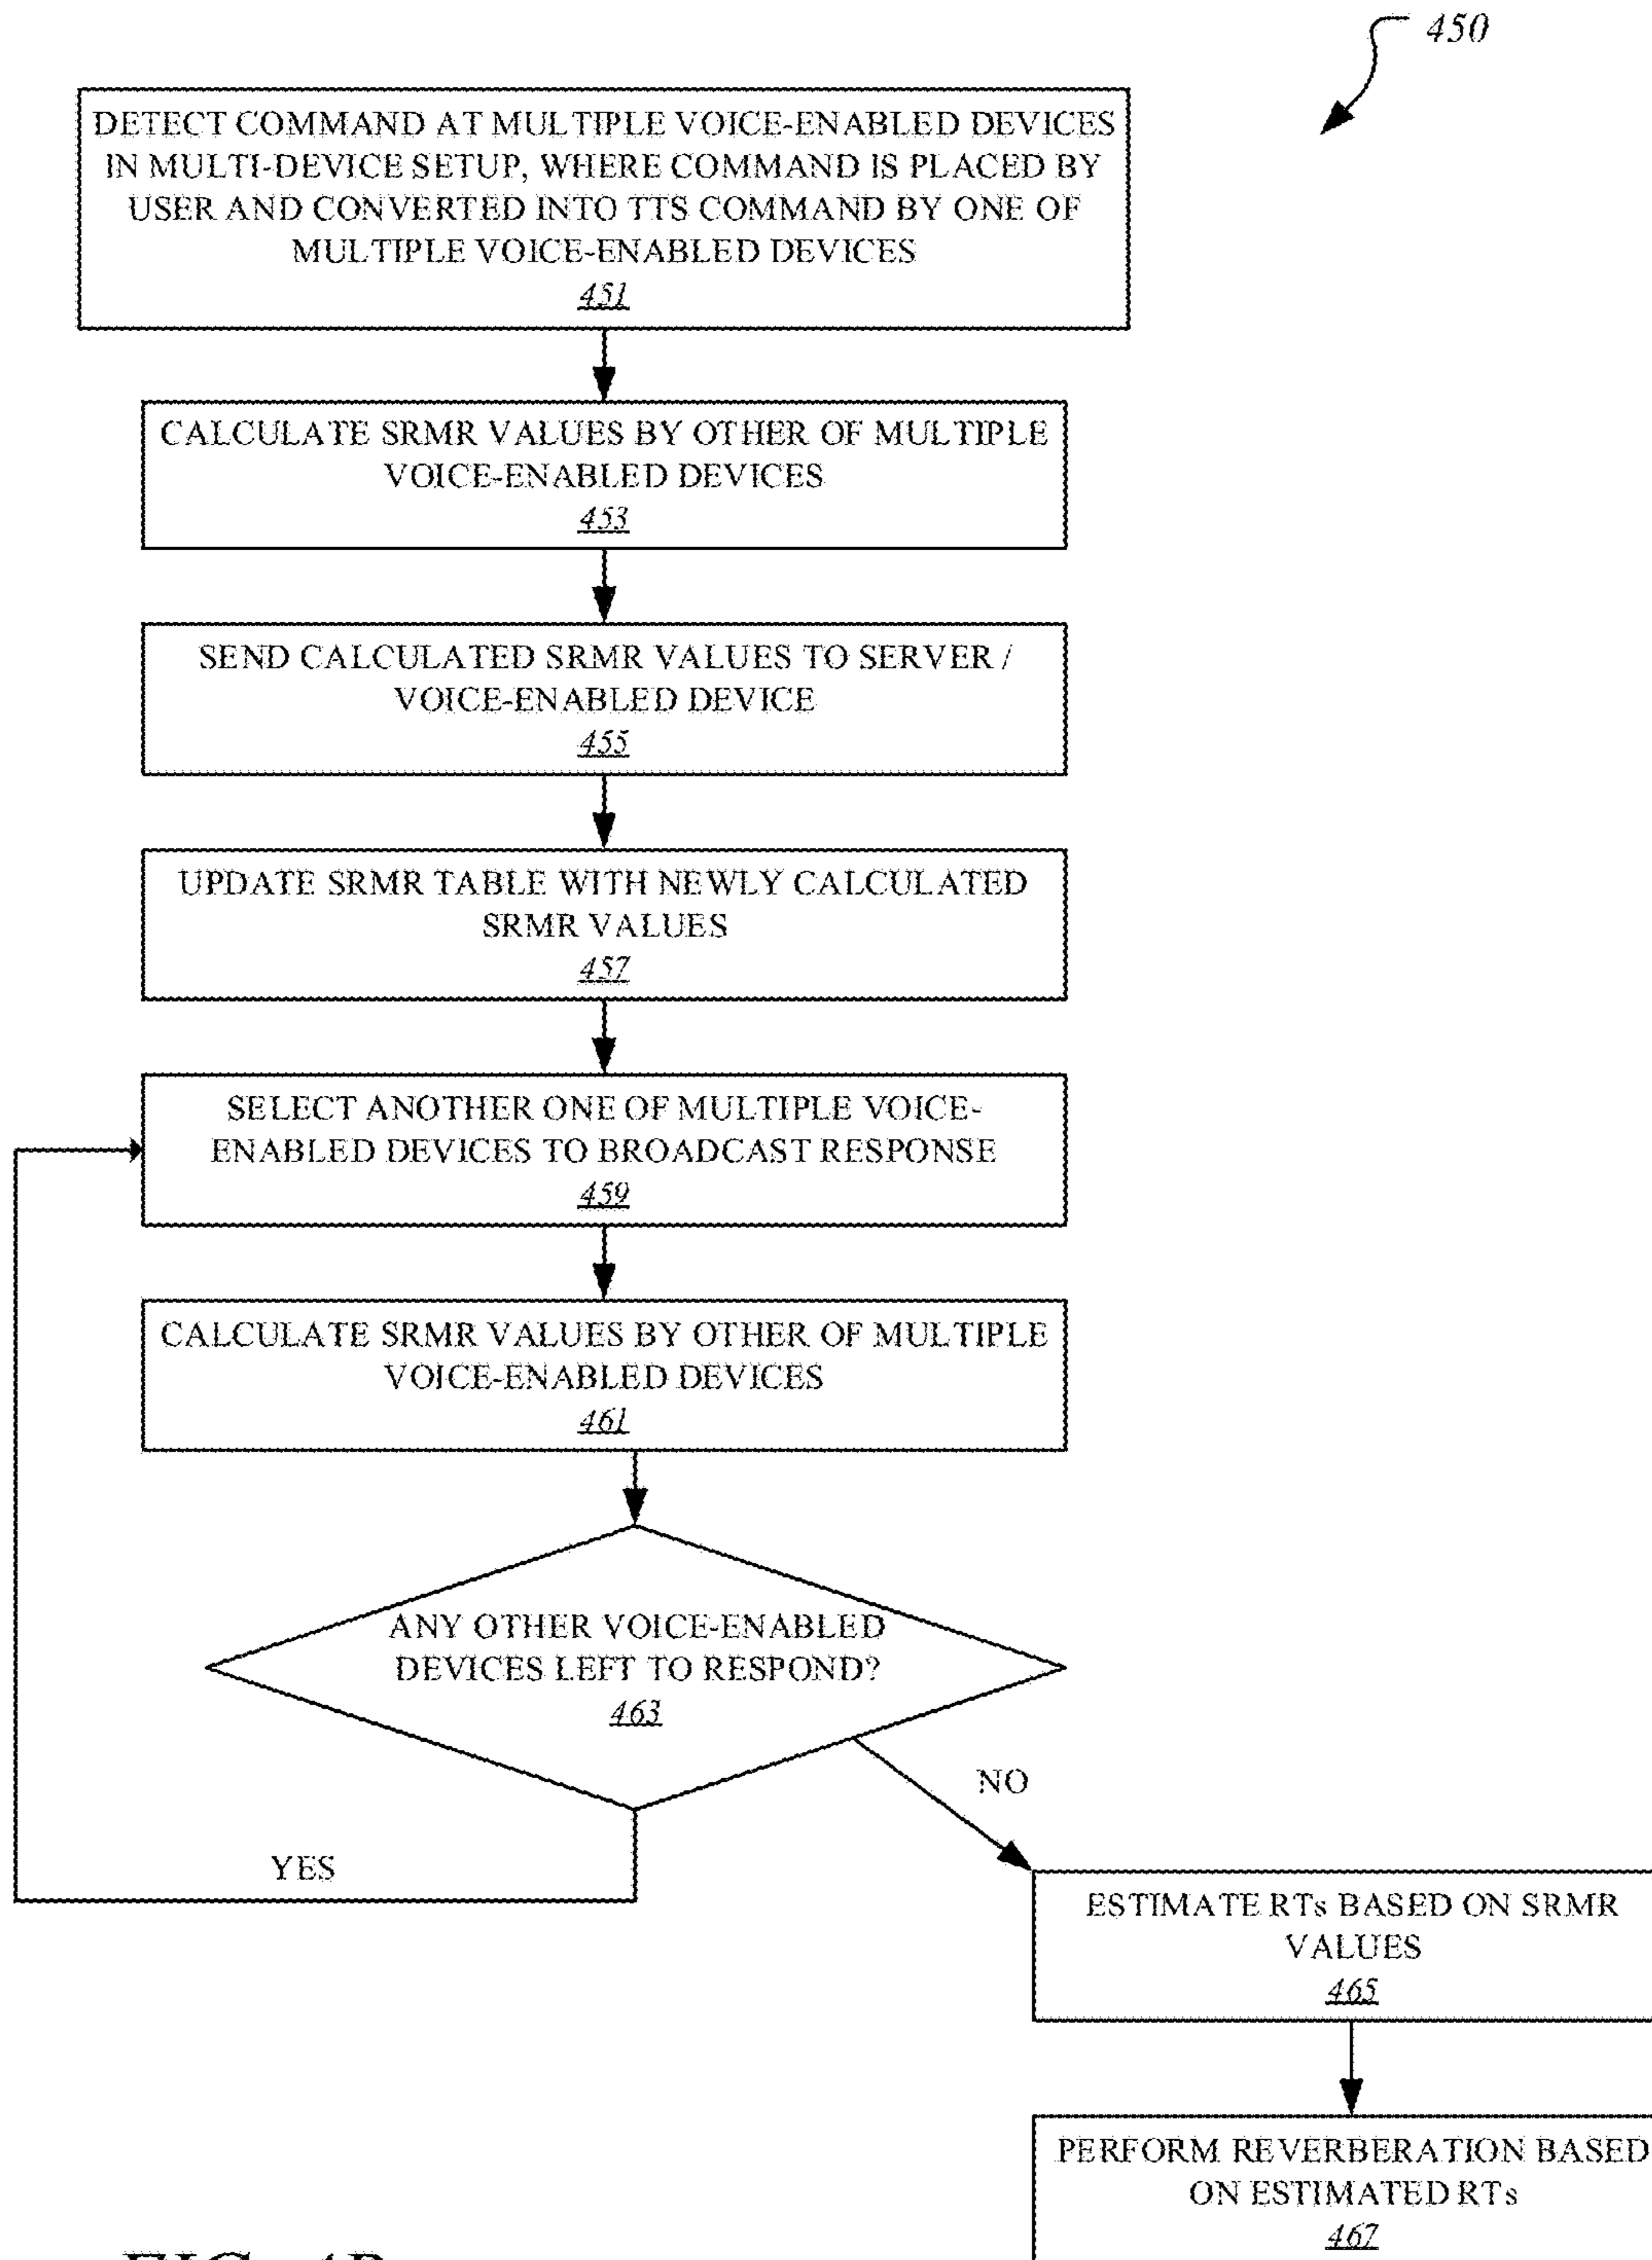 450
DETECT COMMAND AT MULTIPLE VOICE-ENABLED DEVICES
IN MULTI-DEVICE SETUP, WHERE COMMAND IS PLACED BY
USER AND CONVERTED INTO TTS COMMAND BY ONE OF
MULTIPLE VOICE-ENABLED DEVICES
451
CALCULATE SRMR VALUES BY OTHER OF MULTIPLE
VOICE-ENABLED DEVICES
453
SEND CALCULATED SRMR VALUES TO SERVER /
VOICE-ENABLED DEVICE
455
UPDATE SRMR TABLE WITH NEWLY CALCULATED
SRMR VALUES
457
SELECT ANOTHER ONE OF MULTIPLE VOICE-
ENABLED DEVICES TO BROADCAST RESPONSE
459
CALCULATE SRMR VALUES BY OTHER OF MULTIPLE
VOICE-ENABLED DEVICES
461
ANY OTHER VOICE-ENABLED
DEVICES LEFT TO RESPOND?
463
NO
YES
ESTIMATE RTs BASED ON SRMR
VALUES
465
PERFORM REVERBERATION BASED
ON ESTIMATED RTs
467